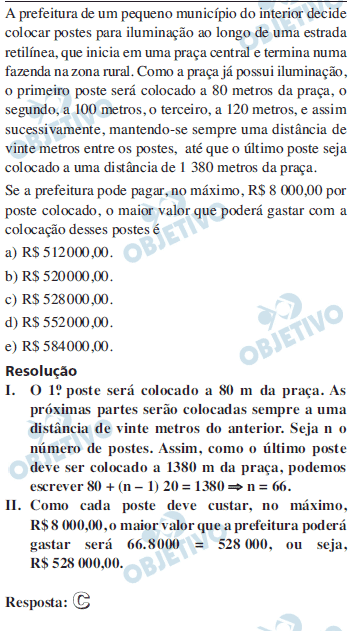 A prefeitura de um pequeno município do interior decide
colocar postes para iluminação ao longo de uma estrada
retilínea, que inicia em uma praça central e termina numa
fazenda na zona rural. Como a praça já possui iluminação,
o primeiro poste será colocado a 80 metros da praça, o
segundo, a 100 metros, o terceiro, a 120 metros, e assim
sucessivamente, mantendo-se sempre uma distância de
vinte metros entre os postes, até que o último poste seja
colocado a uma distância de 1 380 metros da praça.
Se a prefeitura pode pagar, no máximo, R$ 8 000,00 por
poste colocado, o maior valor que poderá gastar com a
colocação desses postes é
a) R$ 512000,00.
b) R$ 520000,00.
c) R$ 528000,00.
d) R$ 552000,00.
e) R$ 584000,00.
Resolução
I. O 1º poste será colocado a 80 m da praça. As
próximas partes serão colocadas sempre a uma
distância de vinte metros do anterior. Seja n o
número de postes. Assim, como o último poste
deve ser colocado a 1380 m da praça, podemos
escrever 80 + (n – 1) 20 = 1380 ⇒ n = 66.
II. Como cada poste deve custar, no máximo,
R$ 8 000,00, o maior valor que a prefeitura poderá
gastar será 66.8000 = 528 000, ou seja,
R$ 528 000,00.
Resposta: C
OBJETIVO
OBJETIVO
OBJETIVO
OBJETIVO
OBJETIVO
OBJETIVO